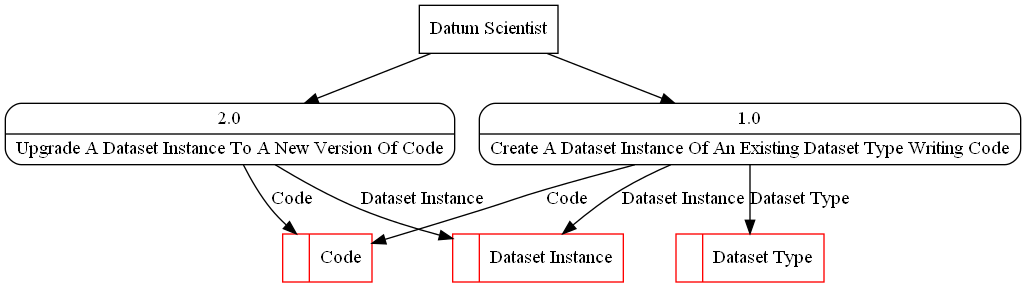 Datum Scientist
2.0
1.0
Upgrade A Dataset Instance To A New Version Of Code
Create A Dataset Instance Of An Existing Dataset Type Writing Code
Code
Dataset Instance
Code
Dataset Instance
Dataset Type
Code
Dataset Instance
Dataset Type